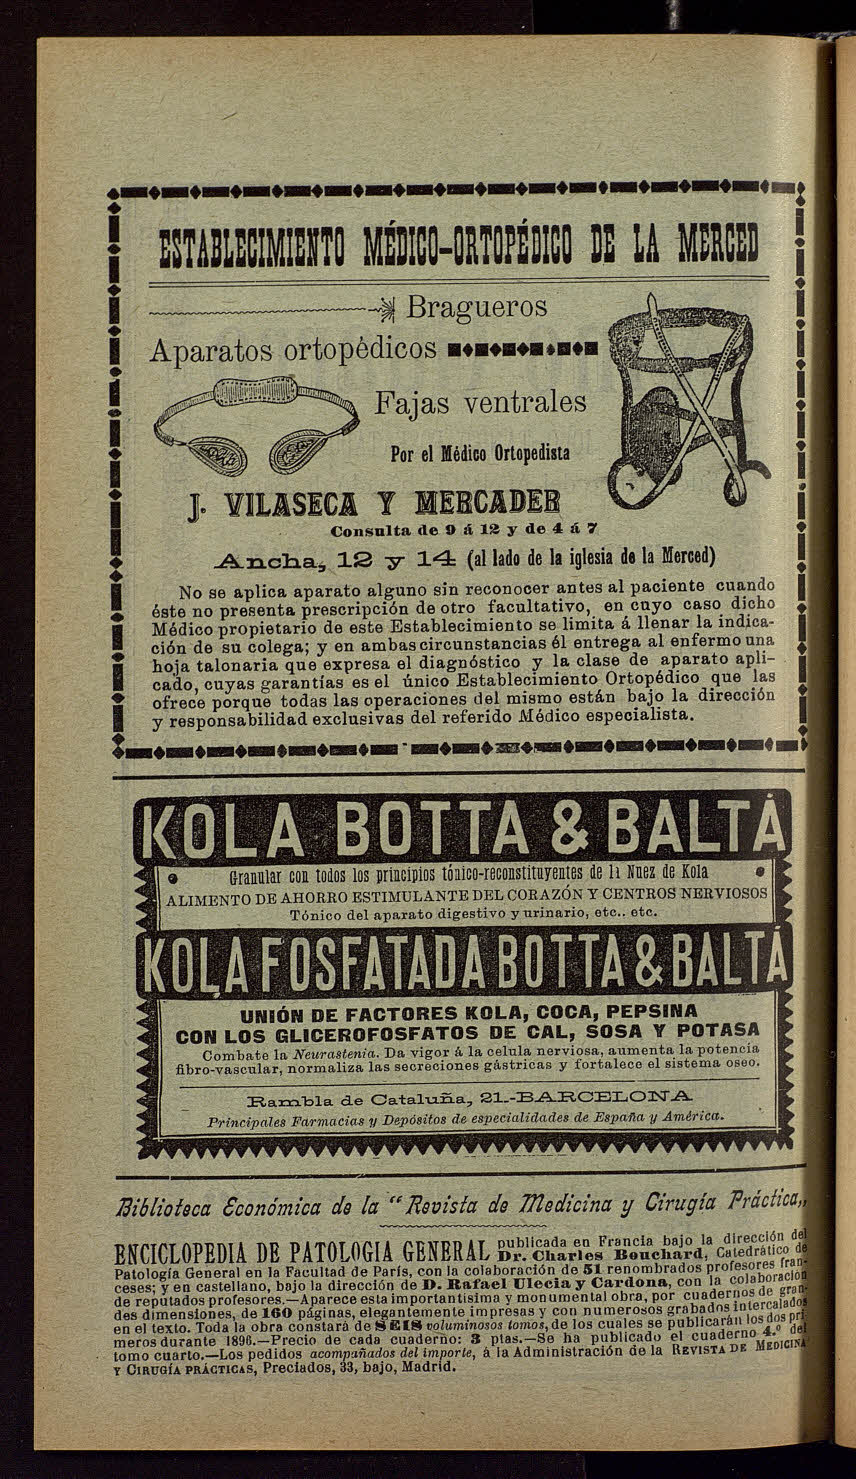 ESTABLECIMIENTO MÉDICO-ORTOPÉDICO DE LA MERCED
Bragueros
Aparatos ortopèdicos
Fajas ventrales
Por el Médico Ortopedista
J. VILASECA Y MERCADER
Consulta de 9 á 12 y de 4 á 7
Ancha, 12 y 14 (al lado de la iglesia de la Merced)
No se aplica aparato alguno sin reconocer antes al paciente cuando
éste no presenta prescripción de otro facultativo, en cuyo caso dicho
Médico propietario de este Establecimiento se limita á llenar la indica-
ción de su colega; y en ambas circunstancias él entrega al enfermo una
hoja talonaria que expresa el diagnóstico y la clase de aparato apli-
cado, cuyas garantías es el único Establecimiento Ortopédico que las
ofrece porque todas las operaciones del mismo están bajo la dirección
y responsabilidad exclusivas del referido Médico especialista.
KOLA BOTTA & BALTÁ
Granular con todos los principios tónico-reconstituyentes de la Nuez de Kola
ALIMENTO DE AHORRO ESTIMULANTE DEL CORAZÓN Y CENTROS NERVIOSOS
Tónico del aparato digestivo y urinario, etc.. etc.
KOLA FOSFATADA BOTTA & BALTÁ
UNIÓN DE FACTORES KOLA, COCA, PEPSINA
CON LOS GLICEROFOSFATOS DE CAL, SOSA Y POTASA
Combate la Neurastenia. Da vigor á la celula nerviosa, aumenta la potencia
fibro-vascular, normaliza las secreciones gástricas y fortalece el sistema oseo.
Rambla de Cataluña, 21.-BARCELONA
Principales Farmacias y Depósitos de especialidades de España y América.
Biblioteca Económica de la "Revista de Medicina y Cirugía Práctica„
ENCICLOPEDIA DE PATOLOGIA GENERAL publicada en Francia bajo la dirección del
Dr. Charles Bouchard, Catedrático de
Patología General en la Facultad de París, con la colaboración de 51 renombrados profesores fran-
ceses; y en castellano, bajo la dirección de D. Rafael Ulecia y Cardona, con la colaboración
de reputados profesores.—Aparece esta importantisima y monumental obra, por cuadernos de gran-
des dimensiones, de 160 páginas, elegantemente impresas y con numerosos grabados intercalados
en el texto. Toda la obra constará de SEIS voluminosos tomos, de los cuales se publicarán los dos pri-
meros durante 1896.—Precio de cada cuaderno: 3 ptas.—Se ha publicado el cuaderno 4.º del
tomo cuarto.—Los pedidos acompañados del importe, á la Administración de la REVISTA DE MEDICINA
Y CIRUGÍA PRÁCTICAS, Preciados, 33, bajo, Madrid.